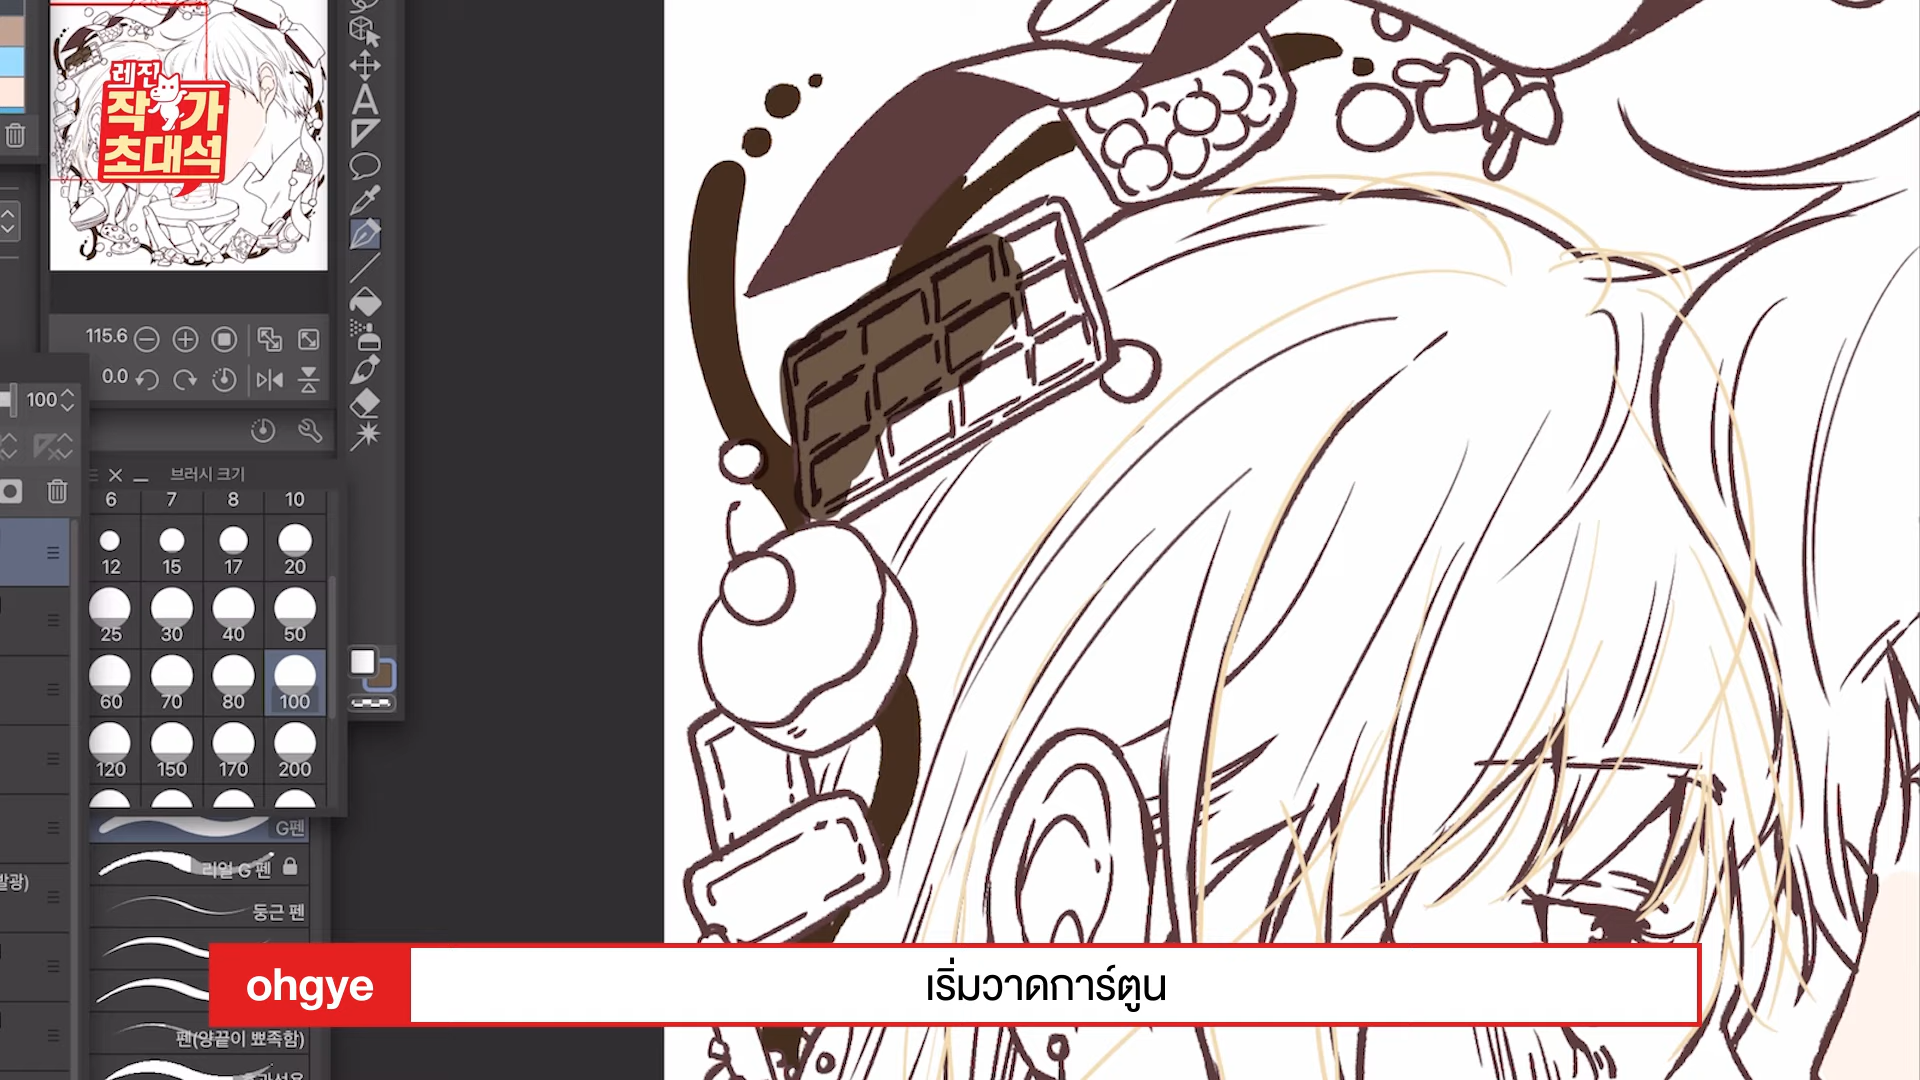 레진
작가
초대석
115.6
0.0
100
브러시 크기
6 7 8 10
12 15 17 20
25 30 40 50
60 70 80 100
120 150 170 200
G펜
리얼 G 펜
둥근 펜
발광)
펜(양끝이 뾰족함)
ohgye
เริ่มวาดการ์ตูน